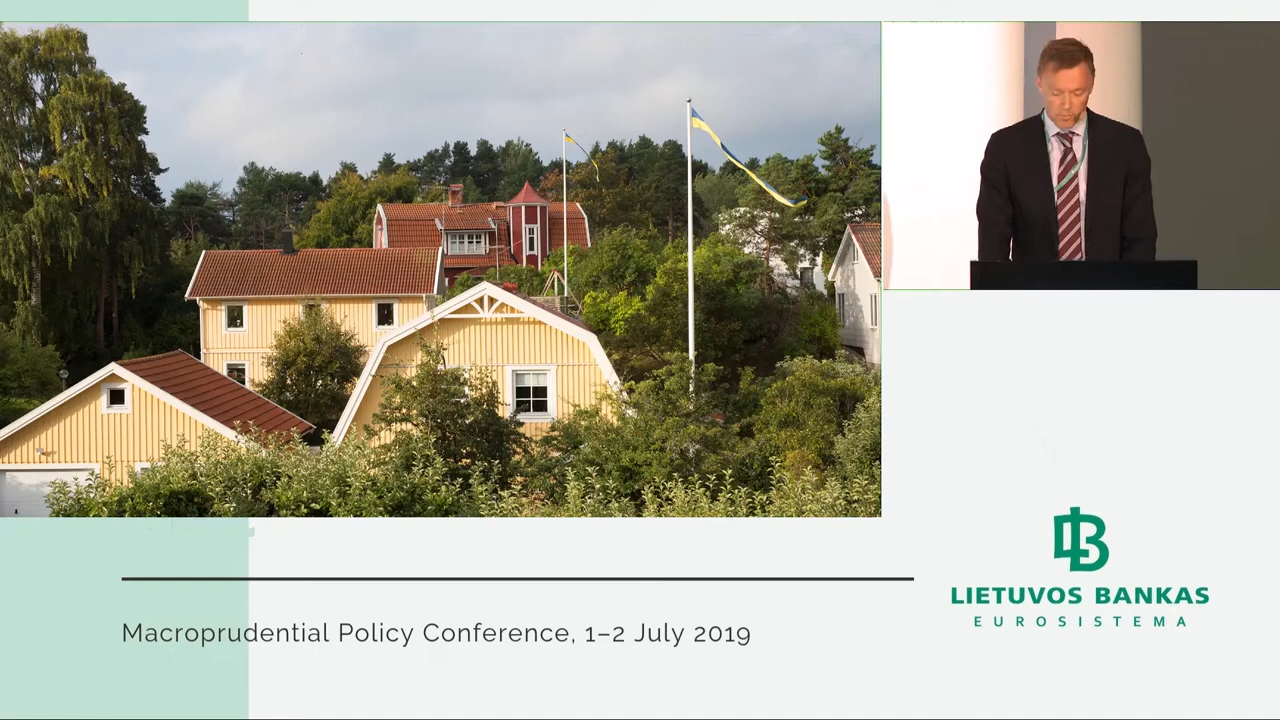 LIETUVOS BANKAS
EUROSISTEMA
Macroprudential Policy Conference, 1–2 July 2019